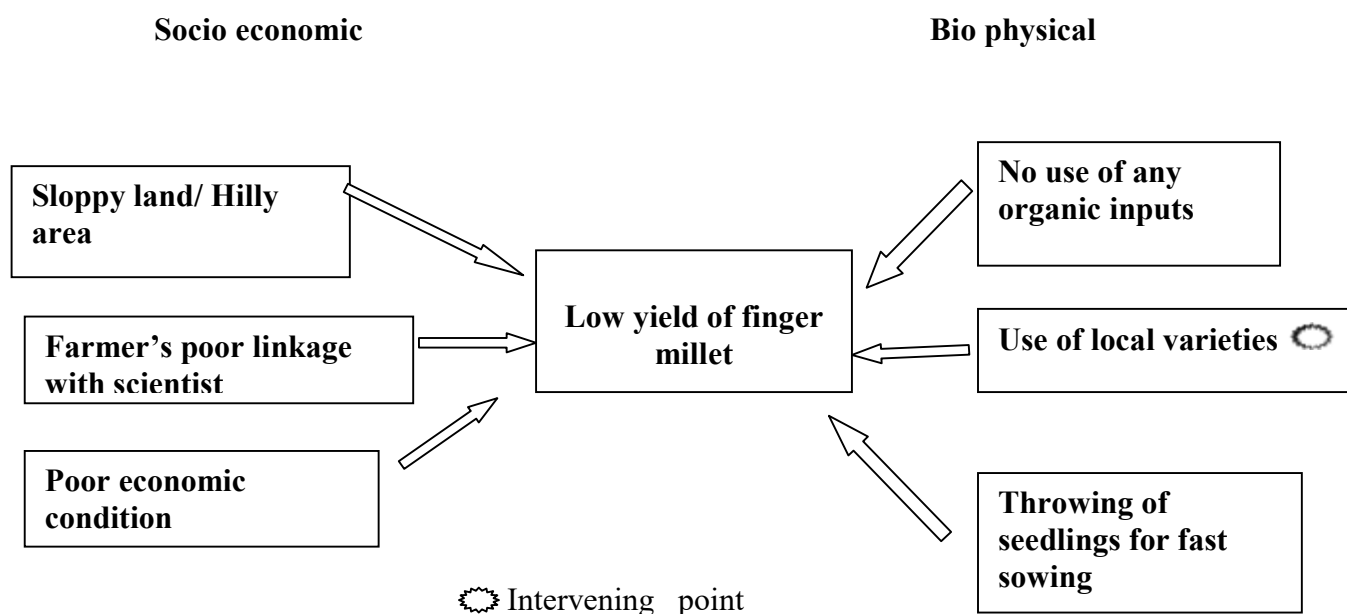 Socio economic
Bio physical
Sloppy land/ Hilly
area
Farmer's poor linkage
with scientist
Poor economic
condition
Low yield of finger
millet
No use of any
organic inputs
Use of local varieties
Throwing of
seedlings for fast
sowing
Intervening point